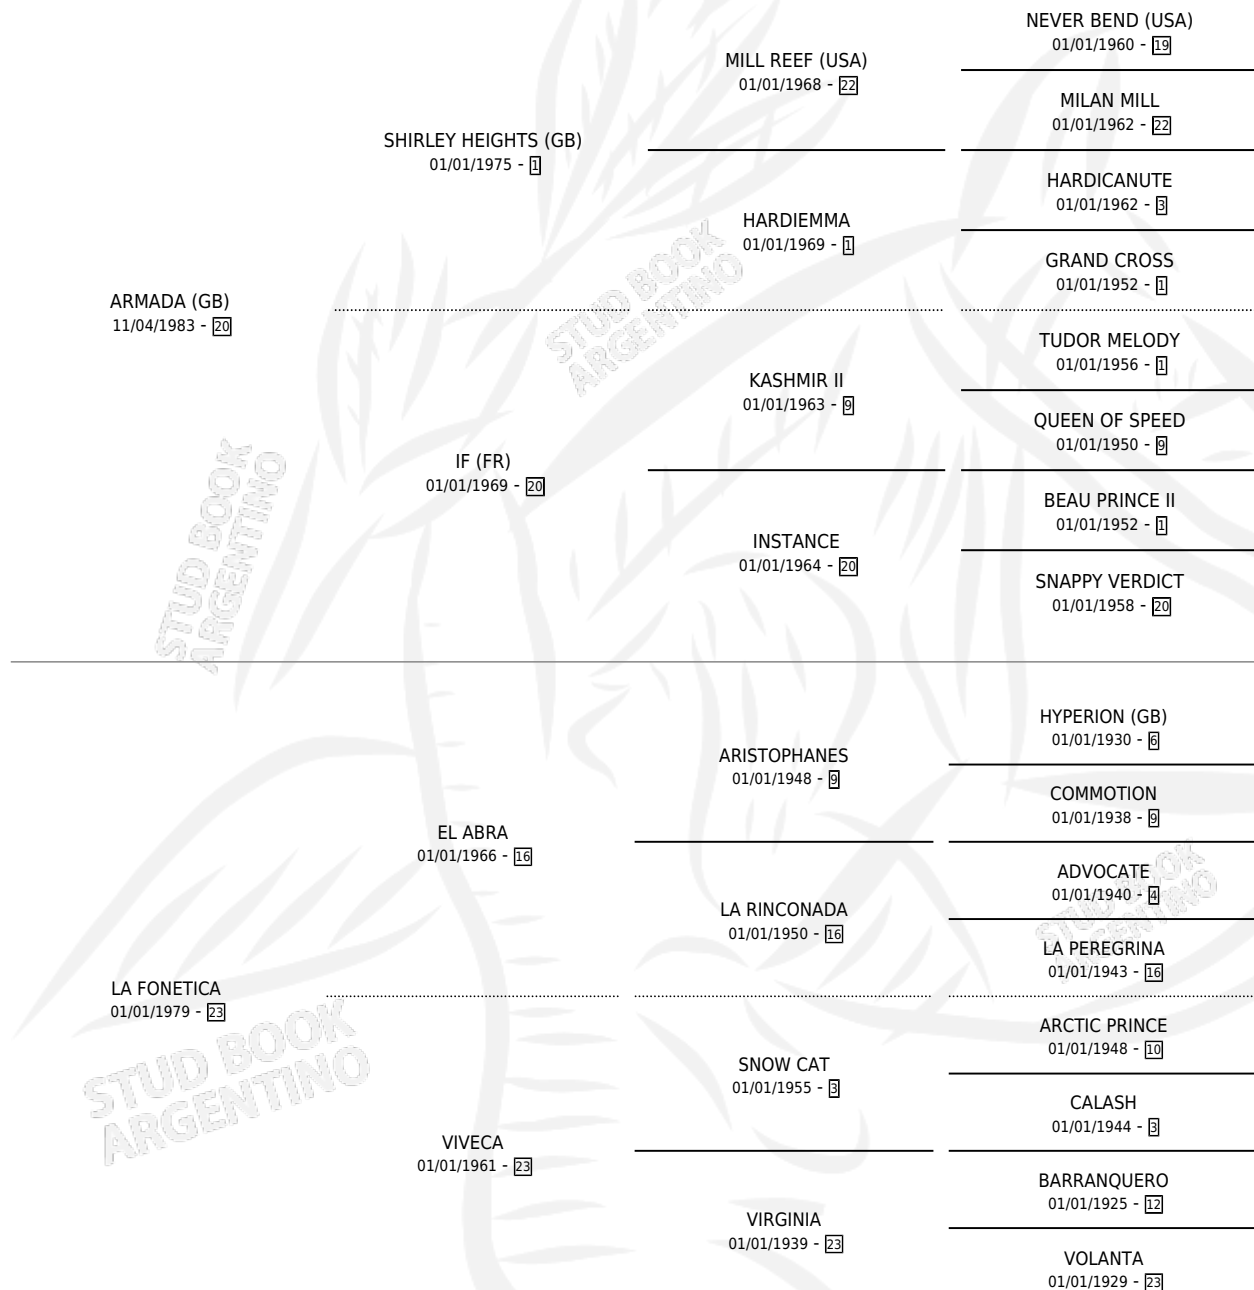 NEVER BEND (USA)
01/01/1960 - 19
MILL REEF (USA)
01/01/1968 - 22
MILAN MILL
01/01/1962 - 22
SHIRLEY HEIGHTS (GB)
01/01/1975 - 1
HARDICANUTE
01/01/1962 - 3
HARDIEMMA
01/01/1969 - 1
GRAND CROSS
01/01/1952 - 1
ARMADA (GB)
11/04/1983 - 20
STUD BOOK
ARGENTINO
TUDOR MELODY
01/01/1956 - 1
KASHMIR II
01/01/1963 - 9
QUEEN OF SPEED
01/01/1950 - 9
IF (FR)
01/01/1969 - 20
BEAU PRINCE II
01/01/1952 - 1
INSTANCE
01/01/1964 - 20
SNAPPY VERDICT
01/01/1958 - 20
STUD BOOK
ARGENTINO
HYPERION (GB)
01/01/1930 - 6
ARISTOPHANES
01/01/1948 - 9
COMMOTION
01/01/1938 - 9
EL ABRA
01/01/1966 - 16
ADVOCATE
01/01/1940 - 4
LA RINCONADA
01/01/1950 - 16
STUD BOOK
ARGENTINO
LA PEREGRINA
01/01/1943 - 16
LA FONETICA
01/01/1979 - 23
STUD BOOK
ARGENTINO
ARCTIC PRINCE
01/01/1948 - 10
SNOW CAT
01/01/1955 - 3
CALASH
01/01/1944 - 3
VIVECA
01/01/1961 - 23
BARRANQUERO
01/01/1925 - 12
VIRGINIA
01/01/1939 - 23
VOLANTA
01/01/1929 - 23